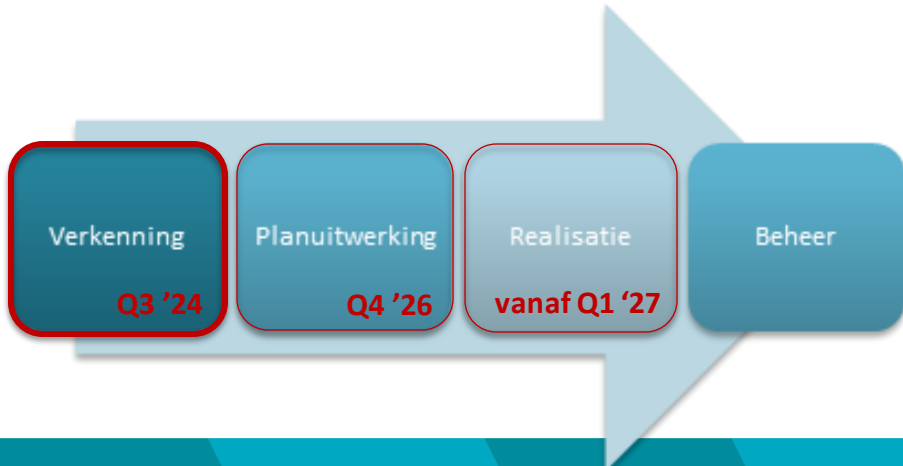 Verkenning
Q3 ’24
Planuitwerking
Q4 ’26
Realisatie
vanaf Q1 ‘27
Beheer